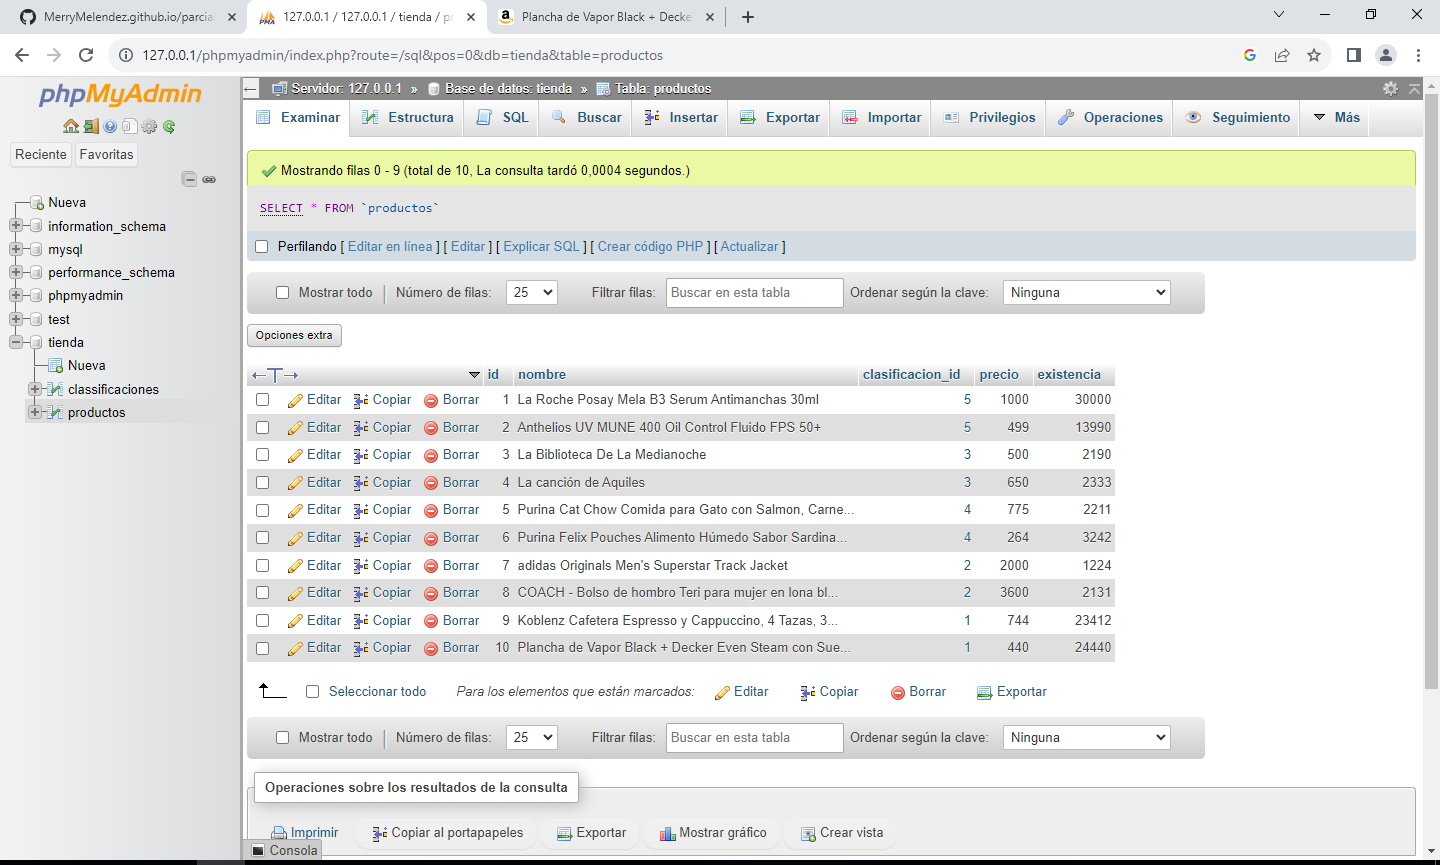 MerryMelendez.github.io/parcia
127.0.0.1 / 127.0.0.1 / tienda / pr
Plancha de Vapor Black + Decker
127.0.0.1/phpmyadmin/index.php?route=/sql&pos=0&db=tienda&table=productos
phpMyAdmin
Reciente Favoritas
Nueva
information_schema
mysql
performance_schema
phpmyadmin
test
tienda
Nueva
classificaciones
productos
Servidor: 127.0.0.1 » Base de datos: tienda » Tabla: productos
Examinar Estructura SQL Buscar Insertar Exportar Importar Privilegios Operaciones Seguimiento Más
Mostrando filas 0 - 9 (total de 10, La consulta tardó 0,0004 segundos.)
SELECT * FROM `productos`
Perfilando [ Editar en línea ] [ Editar ] [ Explicar SQL ] [ Crear código PHP ] [ Actualizar ]
Mostrar todo Número de filas: 25 Filtrar filas: Buscar en esta tabla Ordenar según la clave: Ninguna
Opciones extra
id nombre clasificacion_id precio existencia
Editar Copiar Borrar 1 La Roche Posay Mela B3 Serum Antimanchas 30ml 5 1000 30000
Editar Copiar Borrar 2 Anthelios UV MUNE 400 Oil Control Fluido FPS 50+ 5 499 13990
Editar Copiar Borrar 3 La Biblioteca De La Medianoche 3 500 2190
Editar Copiar Borrar 4 La canción de Aquiles 3 650 2333
Editar Copiar Borrar 5 Purina Cat Chow Comida para Gato con Salmon, Carne... 4 775 2211
Editar Copiar Borrar 6 Purina Felix Pouches Alimento Húmedo Sabor Sardina... 4 264 3242
Editar Copiar Borrar 7 adidas Originals Men's Superstar Track Jacket 2 2000 1224
Editar Copiar Borrar 8 COACH - Bolso de hombro Teri para mujer en lona bl... 2 3600 2131
Editar Copiar Borrar 9 Koblenz Cafetera Espresso y Cappuccino, 4 Tazas, 3... 1 744 23412
Editar Copiar Borrar 10 Plancha de Vapor Black + Decker Even Steam con Sue... 1 440 24440
Seleccionar todo Para los elementos que están marcados: Editar Copiar Borrar Exportar
Mostrar todo Número de filas: 25 Filtrar filas: Buscar en esta tabla Ordenar según la clave: Ninguna
Operaciones sobre los resultados de la consulta
Imprimir Copiar al portapapeles Exportar Mostrar gráfico Crear vista
Consola